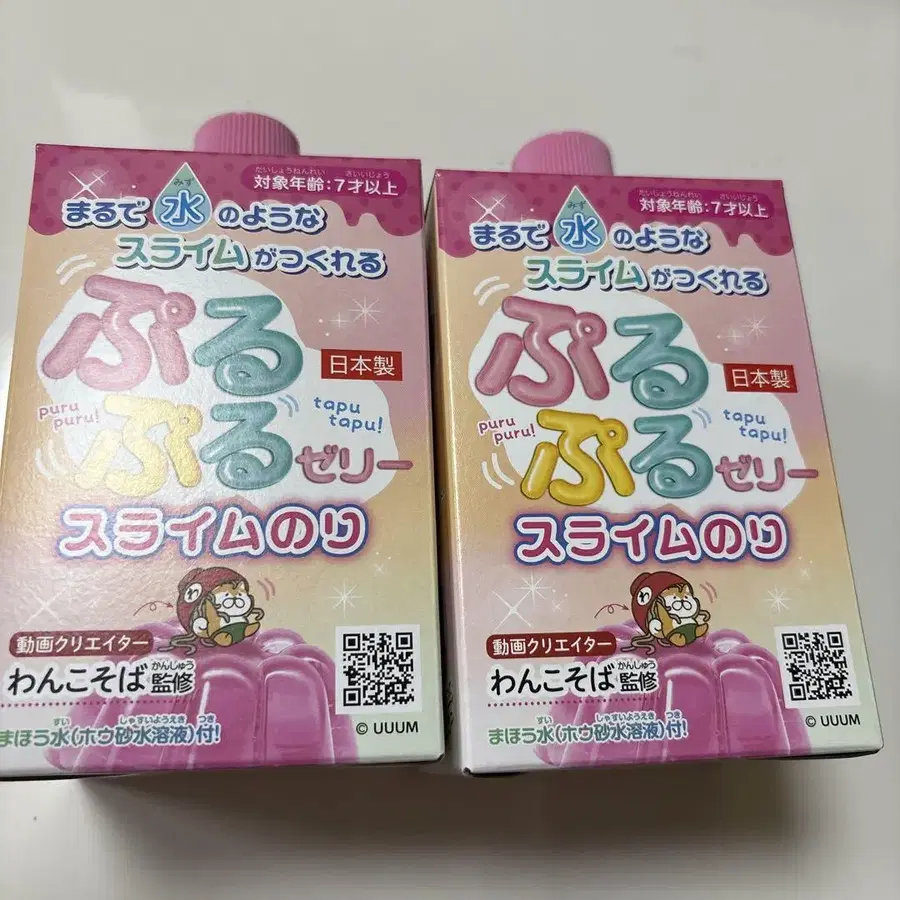 だいしょうねんれい さいいじょう
対象年齢:7才以上
みず
まるで水のような
スライムがつくれる
ぷる
日本製
puru
puru!
ぷるゼリー
tapu
tapu!
スライムのり
わ
動画クリエイター
かんしゅう
わんこそば監修
© UUUM
すい しゃすいようえき つき
まほう水(ホウ砂水溶液)付!
だいしょうねんれい さいいじょう
対象年齢:7才以上
みず
まるで水のような
スライムがつくれる
ぷる
日本製
puru
puru!
ぷるゼリー
tapu
tapu!
スライムのり
わ
動画クリエイター
かんしゅう
わんこそば監修
© UUUM
すい しゃすいようえき つき
まほう水(ホウ砂水溶液)付!